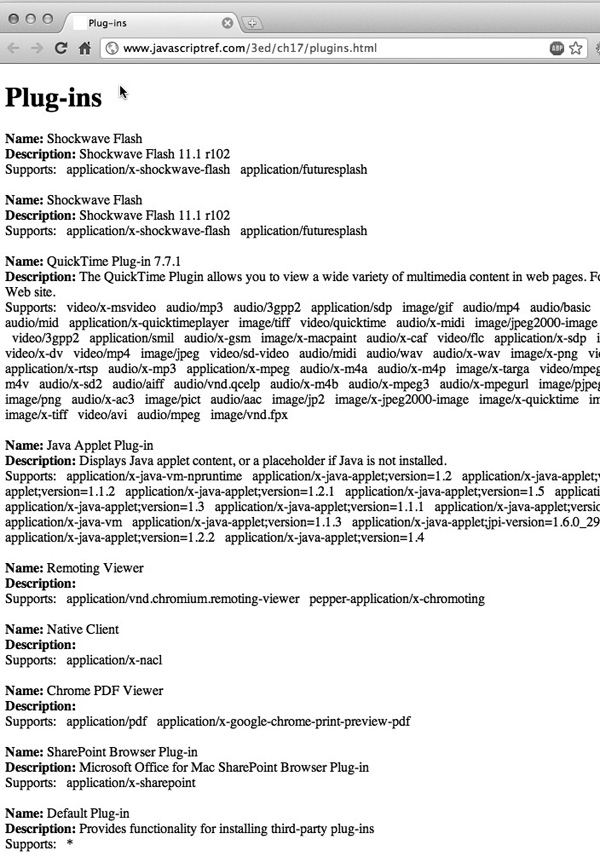 Plug-ins
www.javascriptref.com/3ed/ch17/plugins.html
ABP
Plug-ins
Name: Shockwave Flash
Description: Shockwave Flash 11.1 r102
Supports: application/x-shockwave-flash application/futuresplash
Name: Shockwave Flash
Description: Shockwave Flash 11.1 r102
Supports: application/x-shockwave-flash application/futuresplash
Name: QuickTime Plug-in 7.7.1
Description: The QuickTime Plugin allows you to view a wide variety of multimedia content in web pages. Fo
Web site.
Supports: video/x-msvideo audio/mp3 audio/3gpp2 application/sdp image/gif audio/mp4 audio/basic
audio/mid application/x-quicktimeplayer image/tiff video/quicktime audio/x-midi image/jpeg2000-image
video/3gpp2 application/smil audio/x-gsm image/x-macpaint audio/x-caf video/flc application/x-sdp i
video/x-dv video/mp4 image/jpeg video/sd-video audio/midi audio/wav audio/x-wav image/x-png vi
application/x-rtsp audio/x-mp3 application/x-mpeg audio/x-m4a audio/x-m4p image/x-targa video/mpeg
m4v audio/x-sd2 audio/aiff audio/vnd.qcelp audio/x-m4b audio/x-mpeg3 audio/x-mpegurl image/pjpeg
image/png audio/x-ac3 image/pict audio/aac image/jp2 image/x-jpeg2000-image image/x-quicktime im
image/x-tiff video/avi audio/mpeg image/vnd.fpx
Name: Java Applet Plug-in
Description: Displays Java applet content, or a placeholder if Java is not installed.
Supports: application/x-java-vm-npruntime application/x-java-applet;version=1.2 application/x-java-applet;v
applet;version=1.1.2 application/x-java-applet;version=1.2.1 application/x-java-applet;version=1.5 applicati
application/x-java-applet;version=1.3 application/x-java-applet;version=1.1.1 application/x-java-applet;versio
application/x-java-vm application/x-java-applet;version=1.1.3 application/x-java-applet;jpi-version=1.6.0_29
application/x-java-applet;version=1.2.2 application/x-java-applet;version=1.4
Name: Remoting Viewer
Description:
Supports: application/vnd.chromium.remoting-viewer pepper-application/x-chromoting
Name: Native Client
Description:
Supports: application/x-nacl
Name: Chrome PDF Viewer
Description:
Supports: application/pdf application/x-google-chrome-print-preview-pdf
Name: SharePoint Browser Plug-in
Description: Microsoft Office for Mac SharePoint Browser Plug-in
Supports: application/x-sharepoint
Name: Default Plug-in
Description: Provides functionality for installing third-party plug-ins
Supports: *